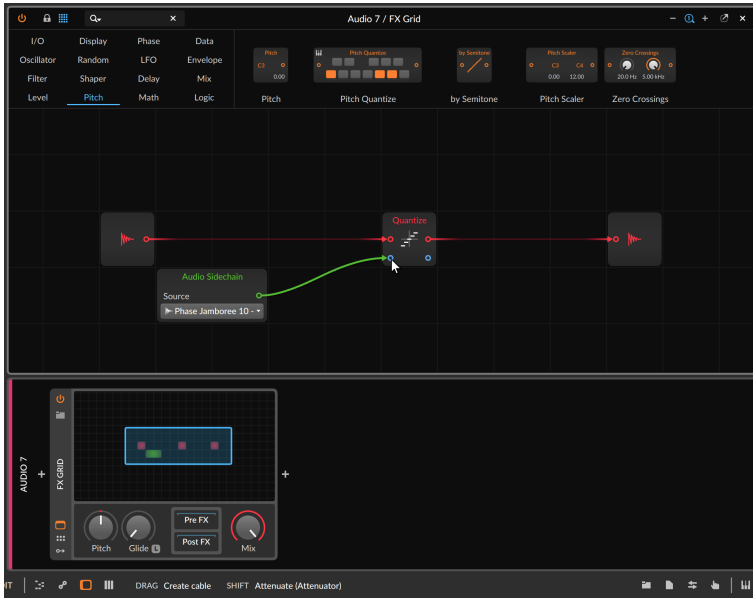 Audio 7 / FX Grid
I/O Display Phase Data
Oscillator Random LFO Envelope
Filter Shaper Delay Mix
Level Pitch Math Logic
Pitch
C3
0.00
Pitch
Pitch Quantize
Pitch Quantize
by Semitone
by Semitone
Pitch Scaler
C3 C4
0.00 12.00
Pitch Scaler
Zero Crossings
20.0 Hz 5.00 kHz
Zero Crossings
Quantize
Audio Sidechain
Source
Phase Jamboree 10 -
AUDIO 7
+
FX GRID
Pitch
Glide L
Pre FX
Post FX
Mix
+
IT
DRAG Create cable SHIFT Attenuate (Attenuator)